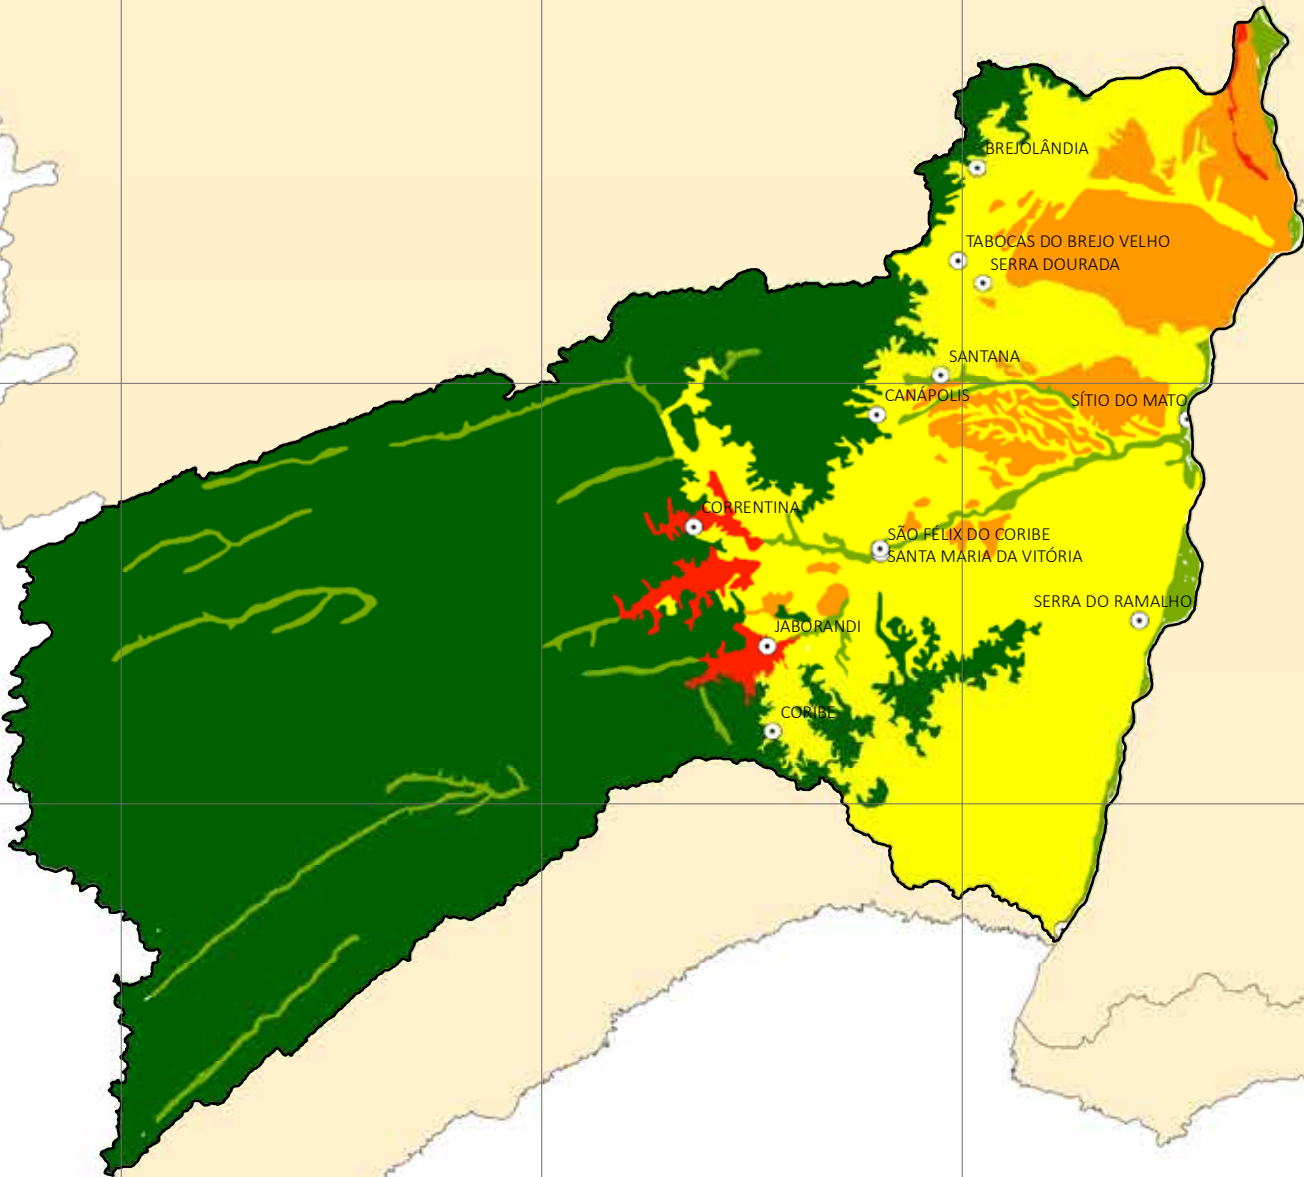 BREJOLÂNDIA
TABOCAS DO BREJO VELHO
SERRA DOURADA
SANTANA
CANÁPOLIS
SÍTIO DO MATO
CORRENTINA
SÃO FÉLIX DO CORIBE
SANTA MARIA DA VITÓRIA
SERRA DO RAMALHO
JABORANDI
CORIBE